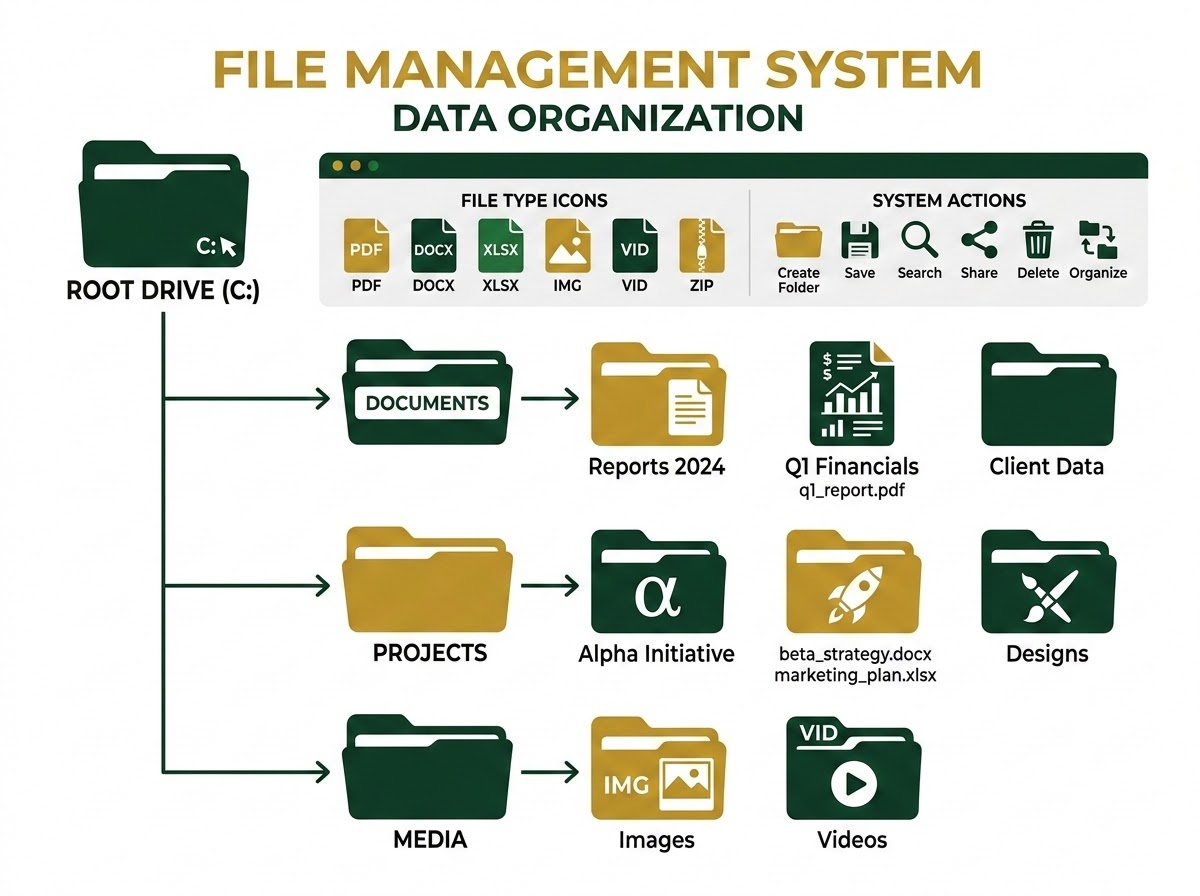 FILE MANAGEMENT SYSTEM
DATA ORGANIZATION
C:
ROOT DRIVE (C:)
FILE TYPE ICONS
PDF
DOCX
XLSX
VID
PDF
DOCX
XLSX
IMG
VID
ZIP
SYSTEM ACTIONS
Create
Folder
Save
Search
Share
Delete
Organize
DOCUMENTS
Reports 2024
$
$
Q1 Financials
q1_report.pdf
Client Data
PROJECTS
α
Alpha Initiative
beta_strategy.docx
marketing_plan.xlsx
Designs
MEDIA
IMG
Images
VID
Videos